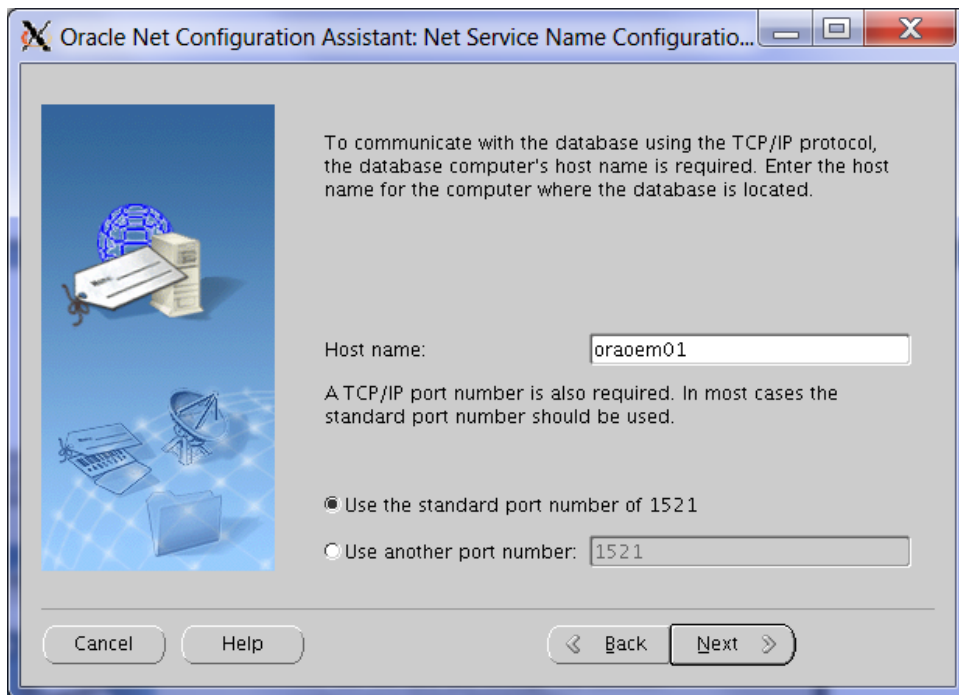 Oracle Net Configuration Assistant: Net Service Name Configuratio...
To communicate with the database using the TCP/IP protocol,
the database computer's host name is required. Enter the host
name for the computer where the database is located.
Host name: oraoem01
A TCP/IP port number is also required. In most cases the
standard port number should be used.
Use the standard port number of 1521
Use another port number: 1521
Cancel Help Back Next